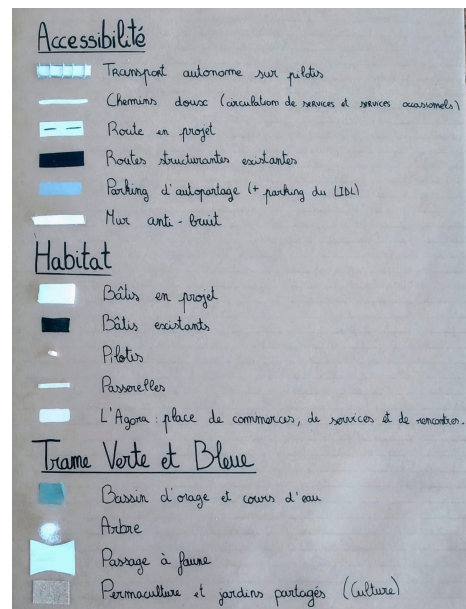 Accessibilité
Transport autonome sur pilotis
Chemins doux (circulation de services et services occasionnels)
Route en projet
Routes structurantes existantes
Parking d'autopartage (+ parking du LIDL)
Mur anti-bruit
Habitat
Bâtis en projet
Bâtis existants
Pilotis
Passerelles
L'Agora : place de commerces, de services et de rencontres.
Trame Verte et Bleue
Bassin d'orage et cours d'eau
Arbre
Passage à faune
Permaculture et jardins partagés (Culture)